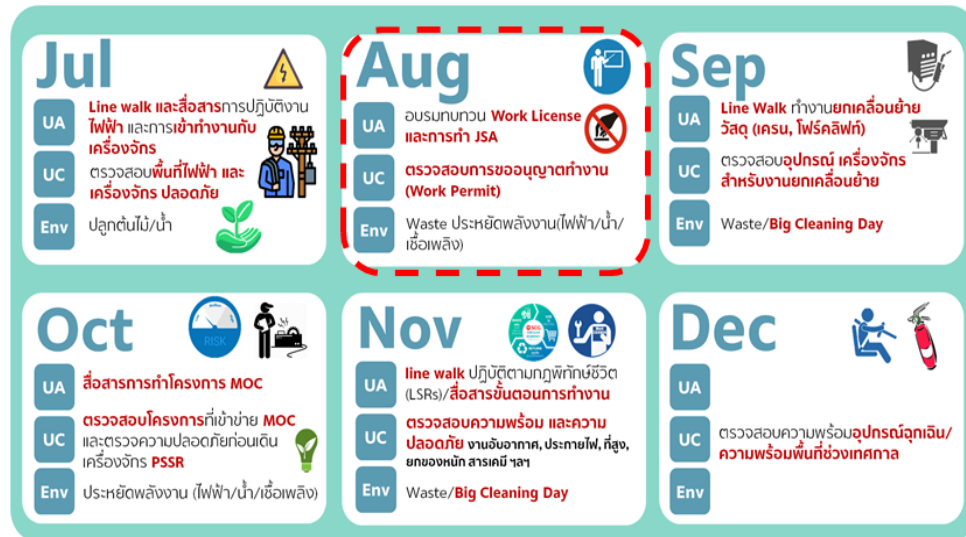 Jul
UA
Line walk และสื่อสารการปฏิบัติงาน
ไฟฟ้า และการเข้าทำงานกับ
เครื่องจักร
UC
ตรวจสอบพื้นที่ไฟฟ้า และ
เครื่องจักร ปลอดภัย
Env
ปลูกต้นไม้/น้ำ
Aug
UA
อบรมทบทวน Work License
และการทำ JSA
UC
ตรวจสอบการขออนุญาตทำงาน
(Work Permit)
Env
Waste ประหยัดพลังงาน(ไฟฟ้า/น้ำ/
เชื้อเพลิง)
Sep
UA
Line Walk ทำงานยกเคลื่อนย้าย
วัสดุ (เครน, โฟร์คลิฟท์)
UC
ตรวจสอบอุปกรณ์ เครื่องจักร
สำหรับงานยกเคลื่อนย้าย
Env
Waste/Big Cleaning Day
Oct
RISK
UA
สื่อสารการทำโครงการ MOC
UC
ตรวจสอบโครงการที่เข้าข่าย MOC
และตรวจความปลอดภัยก่อนเดิน
เครื่องจักร PSSR
Env
ประหยัดพลังงาน (ไฟฟ้า/น้ำ/เชื้อเพลิง)
Nov
UA
line walk ปฏิบัติตามกฎพิทักษ์ชีวิต
(LSRs)/สื่อสารขั้นตอนการทำงาน
UC
ตรวจสอบความพร้อม และความ
ปลอดภัย งานอับอากาศ, ประกายไฟ, ที่สูง,
ยกของหนัก สารเคมี ฯลฯ
Env
Waste/Big Cleaning Day
Dec
UA
UC
ตรวจสอบความพร้อมอุปกรณ์ฉุกเฉิน/
ความพร้อมพื้นที่ช่วงเทศกาล
Env